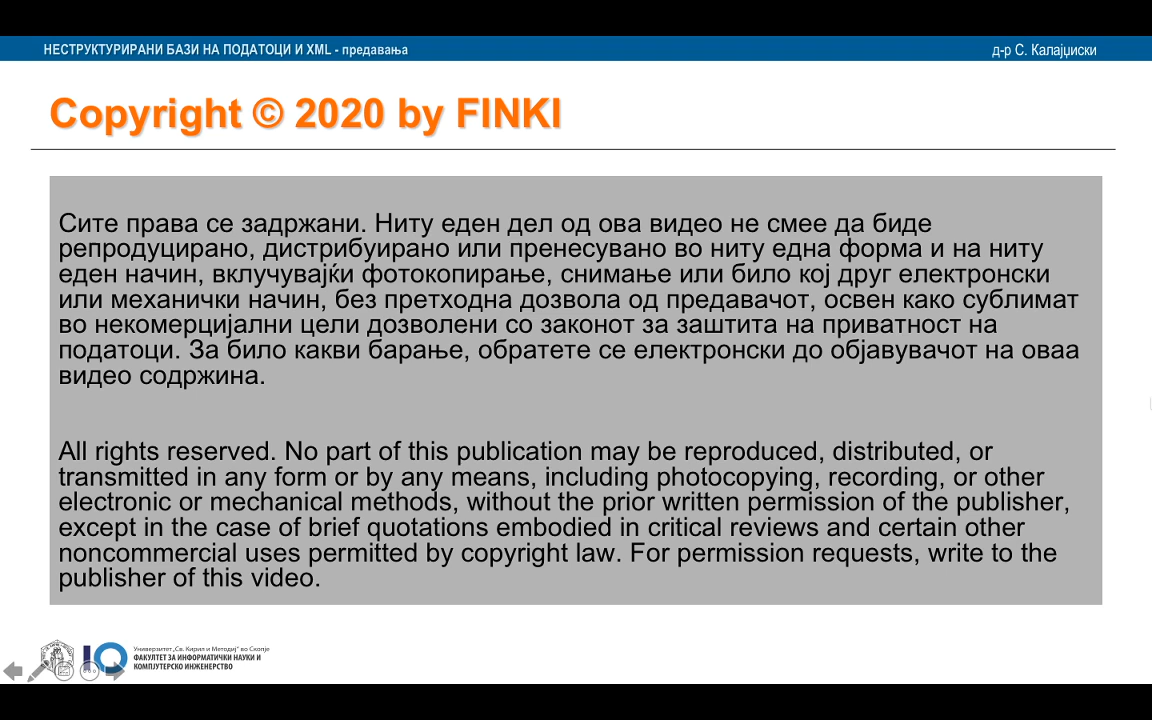 НЕСТРУКТУРИРАНИ БАЗИ НА ПОДАТОЦИ И XML - предавања
д-р С. Калајџиски
Copyright © 2020 by FINKI
Сите права се задржани. Ниту еден дел од ова видео не смее да биде
репродуцирано, дистрибуирано или пренесувано во ниту една форма и на ниту
еден начин, вклучувајќи фотокопирање, снимање или било кој друг електронски
или механички начин, без претходна дозвола од предавачот, освен како сублимат
во некомерцијални цели дозволени со законот за заштита на приватност на
податоци. За било какви барање, обратете се електронски до објавувачот на оваа
видео содржина.
All rights reserved. No part of this publication may be reproduced, distributed, or
transmitted in any form or by any means, including photocopying, recording, or other
electronic or mechanical methods, without the prior written permission of the publisher,
except in the case of brief quotations embodied in critical reviews and certain other
noncommercial uses permitted by copyright law. For permission requests, write to the
publisher of this video.
Универзитет „Св. Кирил и Методиј“ во Скопје
ФАКУЛТЕТ ЗА ИНФОРМАТИЧКИ НАУКИ И
КОМПЈУТЕРСКО ИНЖЕНЕРСТВО